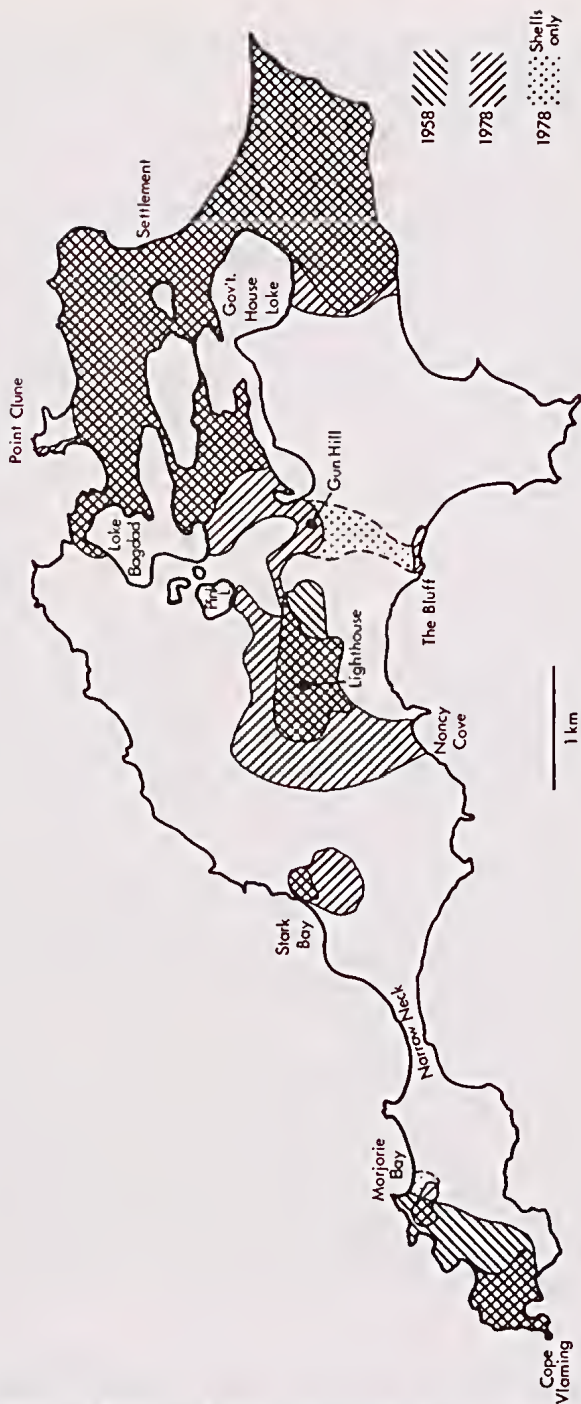 Cape
Vlaming
Marjorie
Bay
Narrow Neck
Stark
Bay
Nancy
Cove
Lighthouse
The Bluff
Gun Hill
Pink L.
Lake
Bagdad
Point Clune
Gov't.
House
Lake
Settlement
1 km
1958
1978
1978 Shells
only